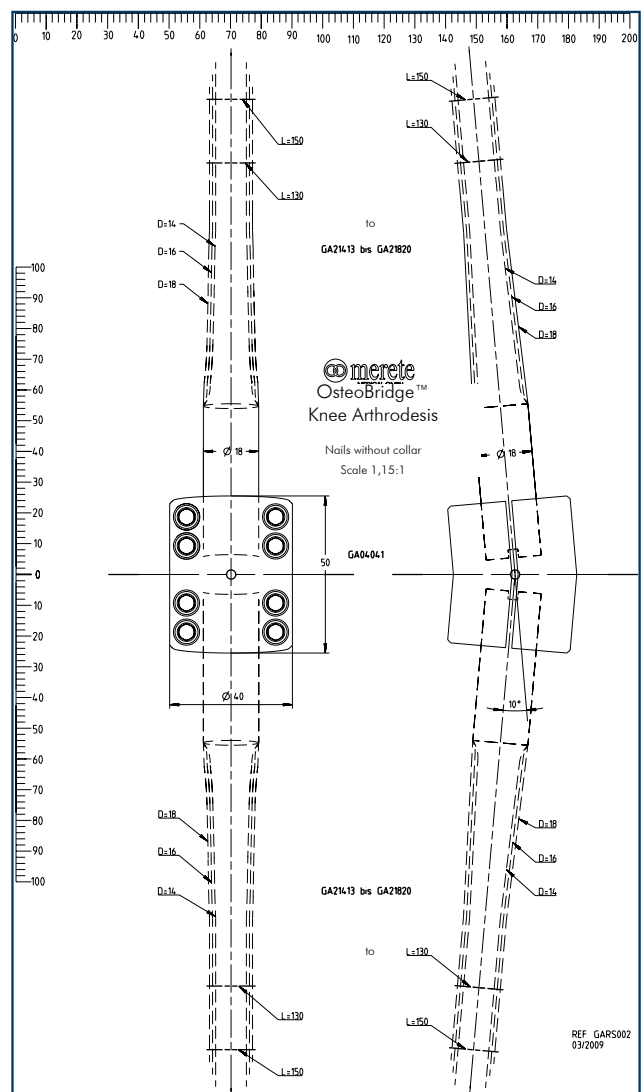 0 10 20 30 40 50 60 70 80 90 100 110 120 130 140 150 160 170 180 190 200
L=150
L=130
L=150
L=130
D=14
D=16
D=18
to
GA21413 bis GA21820
D=14
D=16
D=18
100
90
80
70
60
50
40
30
20
10
0
10
20
30
40
50
60
70
80
90
100
merete
OsteoBridge™
Knee Arthrodesis
Nails without collar
Scale 1,15:1
Ø 18
Ø 18
GA04041
50
Ø 40
10°
D=18
D=16
D=14
D=18
D=16
D=14
GA21413 bis GA21820
to
L=130
L=150
L=130
L=150
REF GARS002
03/2009